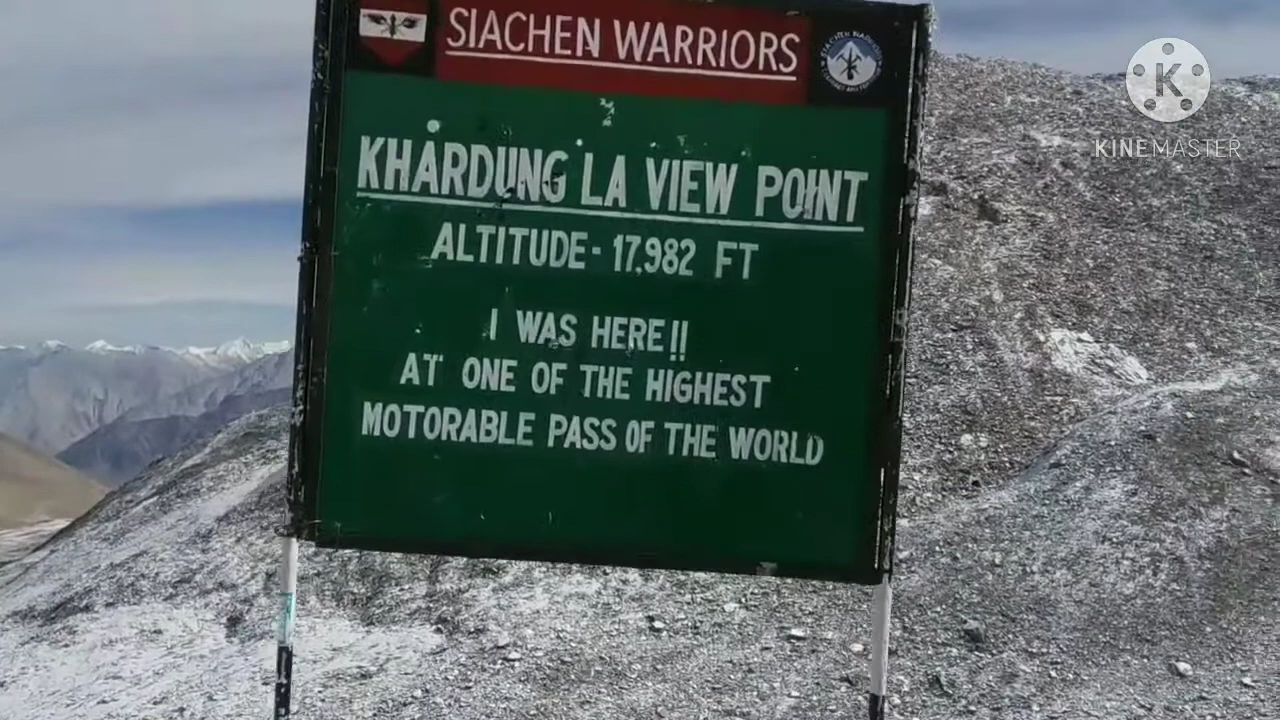 SIACHEN WARRIORS
KHARDUNG LA VIEW POINT
ALTITUDE- 17,982 FT
I WAS HERE!!
AT ONE OF THE HIGHEST
MOTORABLE PASS OF THE WORLD
K
KINEMASTER